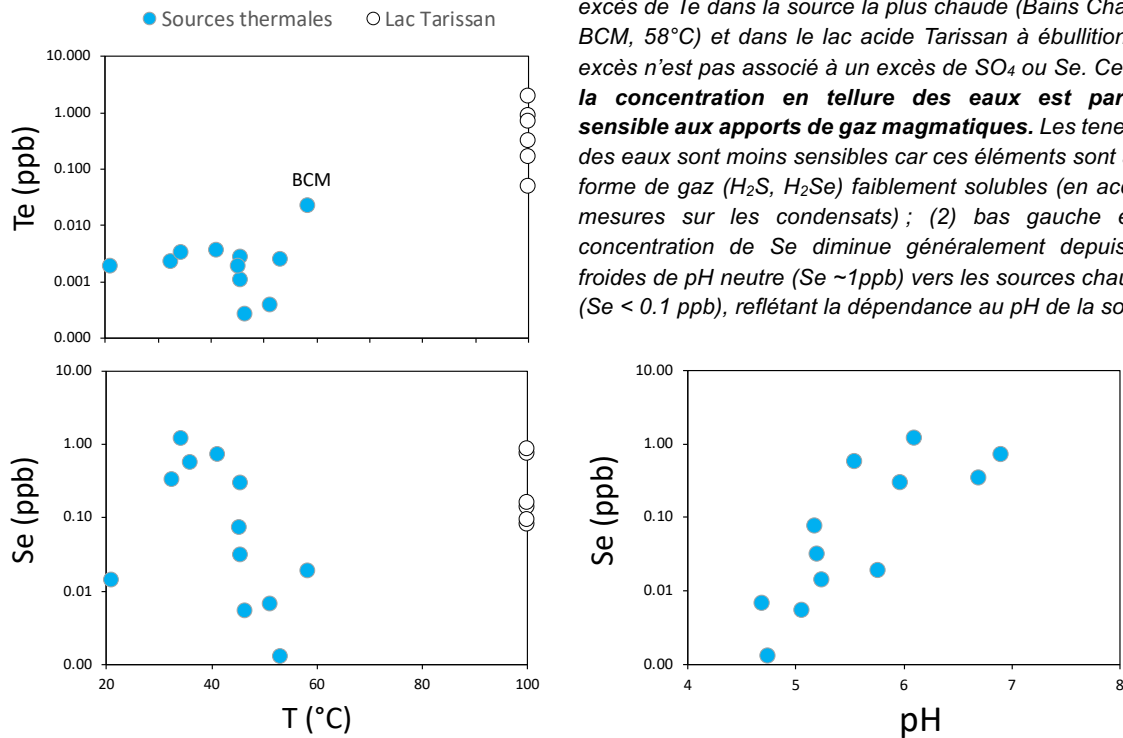 Sources thermales
Lac Tarissan
excès de Te dans la source la plus chaude (Bains Cha
BCM, 58°C) et dans le lac acide Tarissan à ébullition
excès n'est pas associé à un excès de SO₄ ou Se. Ce
la concentration en tellure des eaux est par
sensible aux apports de gaz magmatiques. Les tene
des eaux sont moins sensibles car ces éléments sont
forme de gaz (H₂S, H₂Se) faiblement solubles (en acc
mesures sur les condensats) ; (2) bas gauche e
concentration de Se diminue généralement depuis
froides de pH neutre (Se ~1ppb) vers les sources chau
(Se < 0.1 ppb), reflétant la dépendance au pH de la so
Te (ppb)
10.000
1.000
0.100
0.010
0.001
0.000
BCM
Se (ppb)
10.00
1.00
0.10
0.01
0.00
20
40
60
80
100
T (°C)
Se (ppb)
10.00
1.00
0.10
0.01
0.00
4
5
6
7
8
pH